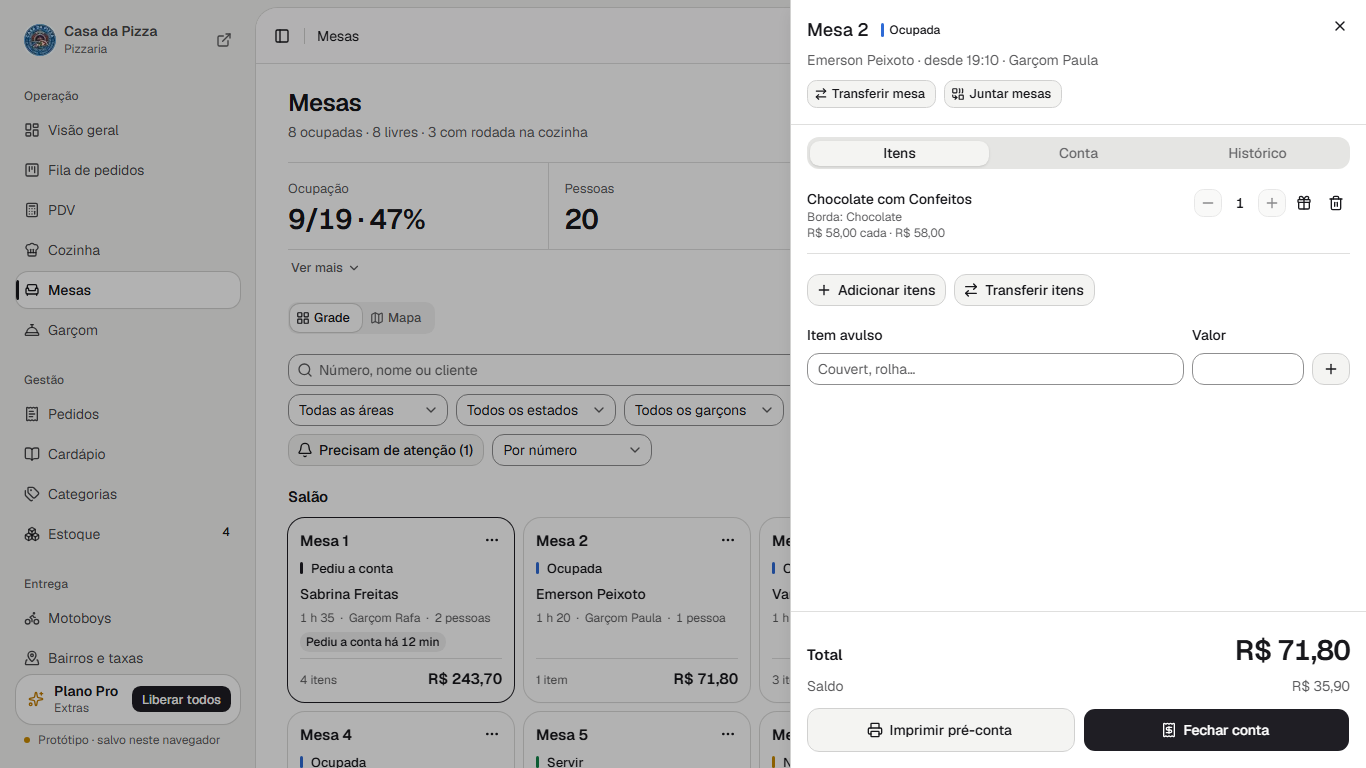 Casa da Pizza
Pizzaria
Operação
Visão geral
Fila de pedidos
PDV
Cozinha
Mesas
Garçom
Gestão
Pedidos
Cardápio
Categorias
Estoque 4
Entrega
Motoboys
Bairros e taxas
Plano Pro
Extras
Liberar todos
Protótipo · salvo neste navegador
Mesas
Mesas
8 ocupadas · 8 livres · 3 com rodada na cozinha
Ocupação
9/19 · 47%
Pessoas
20
Ver mais
Grade Mapa
Número, nome ou cliente
Todas as áreas Todos os estados Todos os garçons
Precisam de atenção (1) Por número
Salão
Mesa 1
Pediu a conta
Sabrina Freitas
1 h 35 · Garçom Rafa · 2 pessoas
Pediu a conta há 12 min
4 itens R$ 243,70
Mesa 2
Ocupada
Emerson Peixoto
1 h 20 · Garçom Paula · 1 pessoa
1 item R$ 71,80
Mesa 4
Ocupada
Mesa 5
Servir
Mesa 2 Ocupada
Emerson Peixoto · desde 19:10 · Garçom Paula
Transferir mesa Juntar mesas
Itens Conta Histórico
Chocolate com Confeitos
Borda: Chocolate
R$ 58,00 cada · R$ 58,00
1
Adicionar itens Transferir itens
Item avulso Valor
Couvert, rolha…
Total R$ 71,80
Saldo R$ 35,90
Imprimir pré-conta Fechar conta